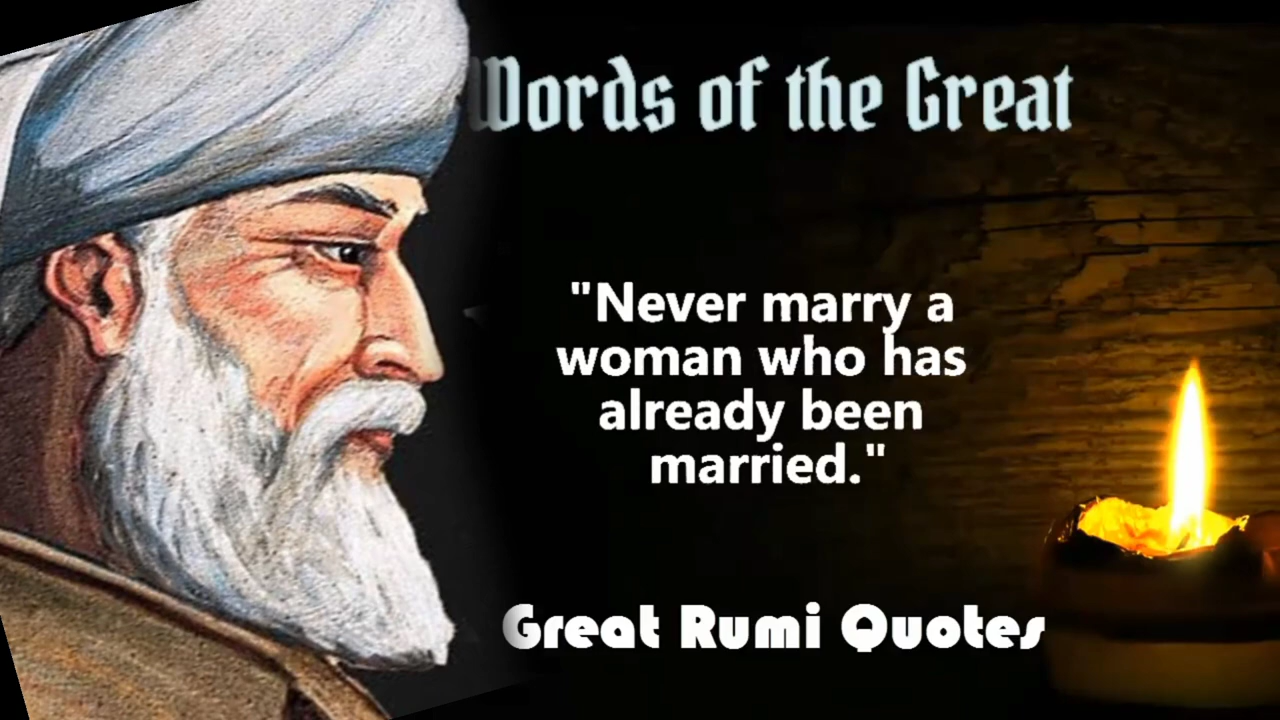 Words of the Great
"Never marry a
woman who has
already been
married."
Great Rumi Quotes